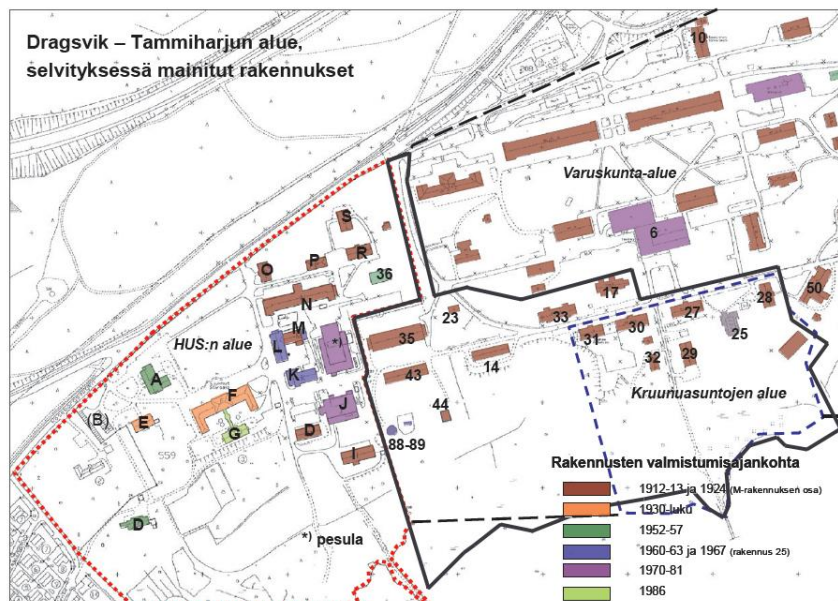 Dragsvik – Tammiharjun alue,
selvityksessä mainitut rakennukset
10
Varuskunta-alue
6
S
P
R
O
36
N
M
HUS:n alue
L
*)
K
A
F
(B)
E
G
J
D
I
D
559
*) pesula
17
23
33
35
31
30
27
28
50
25
32
29
14
43
44
88-89
Kruunuasuntojen alue
Rakennusten valmistumisajankohta
1912-13 ja 1924 (M-rakennuksen osa)
1930-luku
1952-57
1960-63 ja 1967 (rakennus 25)
1970-81
1986